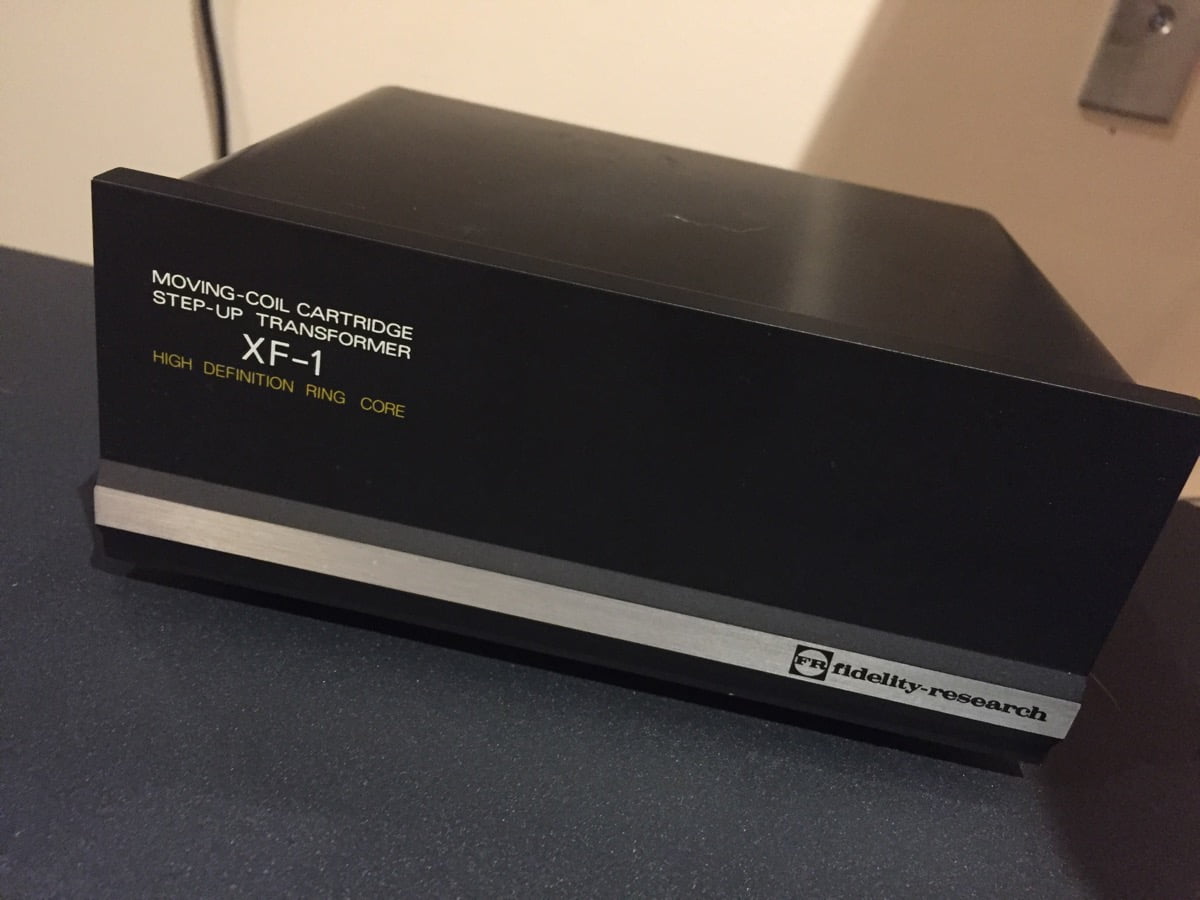 MOVING-COIL CARTRIDGE
STEP-UP TRANSFORMER
XF-1
HIGH DEFINITION RING CORE
FR fidelity-research